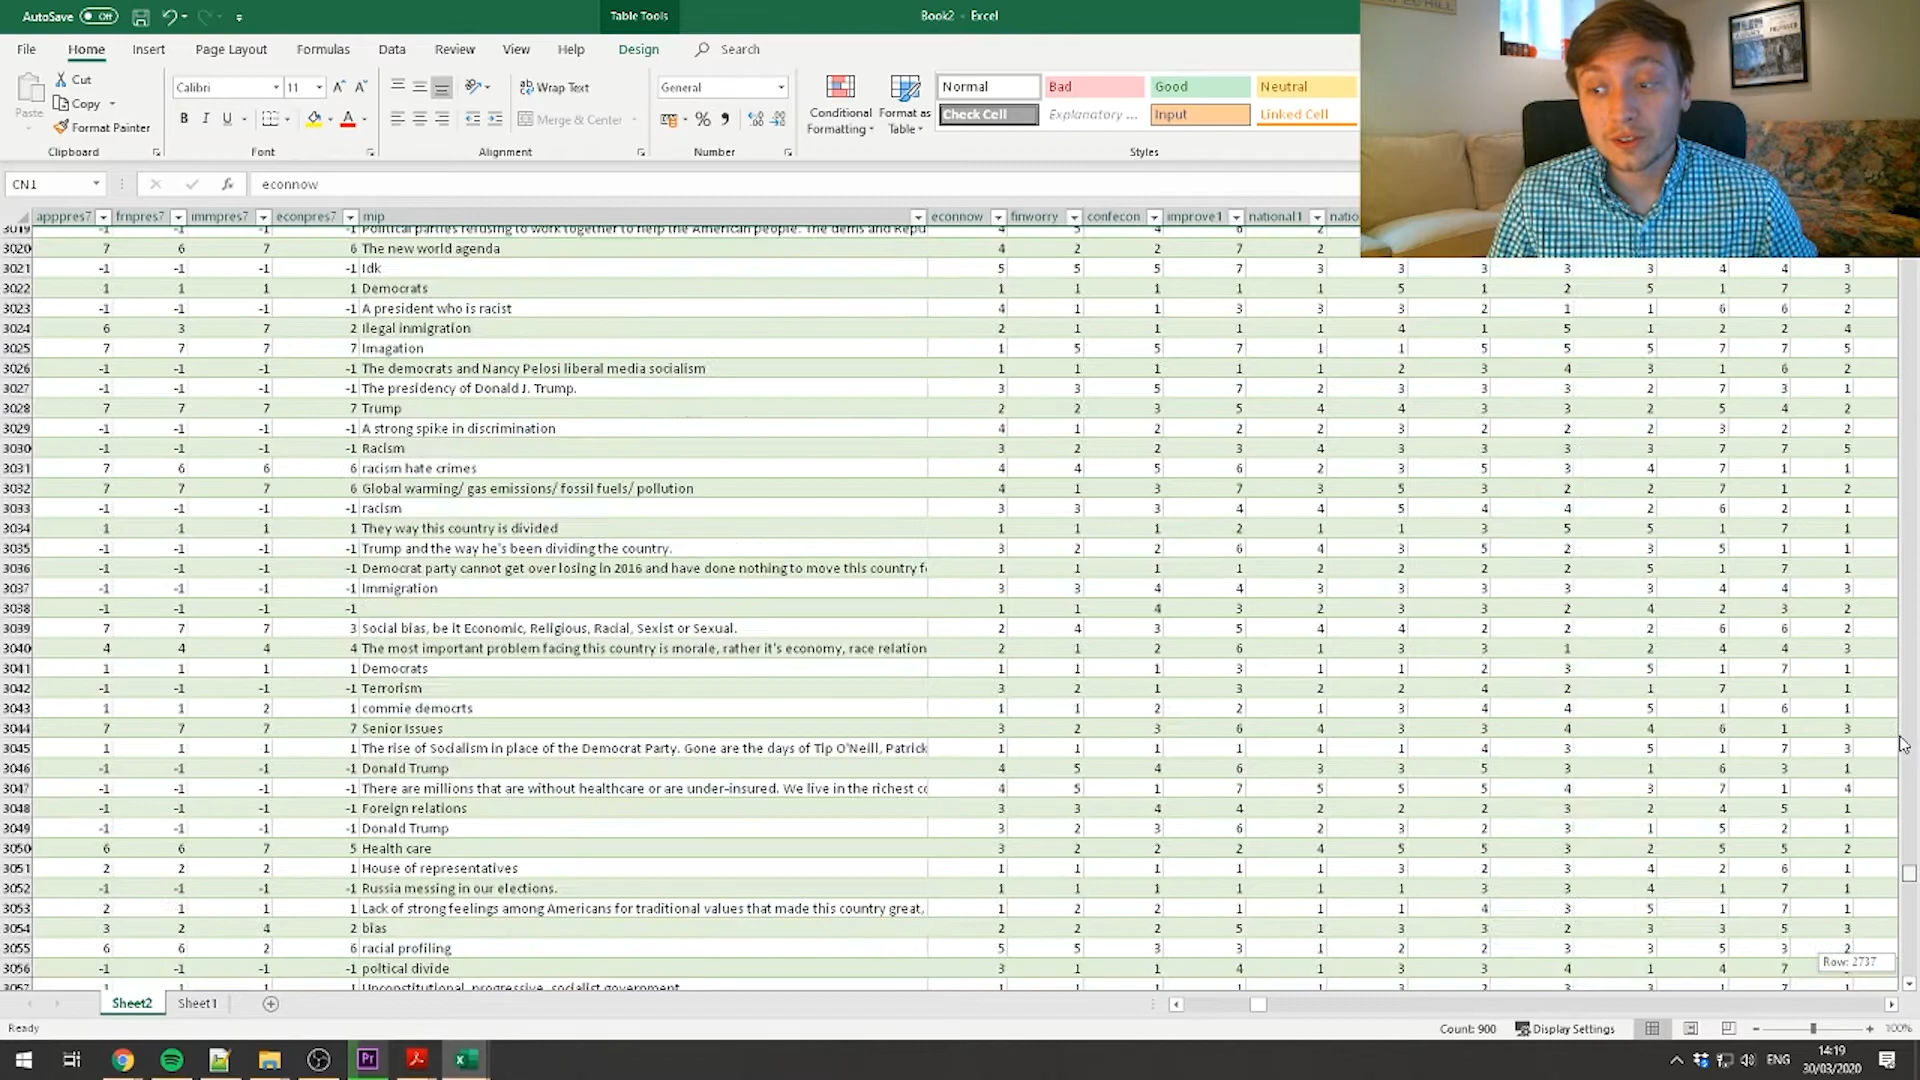 AutoSave Off Table Tools Book2 - Excel
File Home Insert Page Layout Formulas Data Review View Help Design Search
Paste Cut Copy Format Painter Clipboard
Calibri 11 Font
Wrap Text Merge & Center Alignment
General Number
Conditional Formatting Format as Table
Normal Bad Good Neutral
Check Cell Explanatory ... Input Linked Cell
Styles
CN1 econnow
apppres7 frnpres7 immpres7 econpres7 mip econnow finworry confecon improve1 national1 natio
3019 -1 -1 -1 -1 Political parties refusing to work together to help the American people. The dems and Repu
3020 7 6 7 6 The new world agenda 4 2 2 7 2
3021 -1 -1 -1 -1 Idk 5 5 5 7 3 3 3 3 3 4 4 3
3022 1 1 1 1 Democrats 1 1 1 1 1 5 1 2 5 1 7 3
3023 -1 -1 -1 -1 A president who is racist 4 1 1 3 3 3 2 1 1 6 6 2
3024 6 3 7 2 Ilegal inmigration 2 1 1 1 1 4 1 5 1 2 2 4
3025 7 7 7 7 Imagation 1 5 5 7 1 1 5 5 5 7 7 5
3026 -1 -1 -1 -1 The democrats and Nancy Pelosi liberal media socialism 1 1 1 1 1 2 3 4 3 1 6 2
3027 -1 -1 -1 -1 The presidency of Donald J. Trump. 3 3 5 7 2 3 3 3 2 7 3 1
3028 7 7 7 7 Trump 2 2 3 5 4 4 3 3 2 5 4 2
3029 -1 -1 -1 -1 A strong spike in discrimination 4 1 2 2 2 3 2 2 2 3 2 2
3030 -1 -1 -1 -1 Racism 3 2 2 3 4 3 3 3 3 7 7 5
3031 7 6 6 6 racism hate crimes 4 4 5 6 2 3 5 3 4 7 1 1
3032 7 7 7 6 Global warming/ gas emissions/ fossil fuels/ pollution 4 1 3 7 3 5 3 2 2 7 1 2
3033 -1 -1 -1 -1 racism 3 3 3 4 4 5 4 4 2 6 2 1
3034 1 -1 1 1 They way this country is divided 1 1 1 2 1 1 3 5 5 1 7 1
3035 -1 -1 -1 -1 Trump and the way he's been dividing the country. 3 2 2 6 4 3 5 2 3 5 1 1
3036 -1 -1 -1 -1 Democrat party cannot get over losing in 2016 and have done nothing to move this country f 1 1 1 1 2 2 2 2 5 1 7 1
3037 -1 -1 -1 -1 Immigration 3 3 4 4 3 3 3 3 3 4 4 3
3038 -1 -1 -1 -1 1 1 4 3 2 3 3 2 4 2 3 2
3039 7 7 7 3 Social bias, be it Economic, Religious, Racial, Sexist or Sexual. 2 4 3 5 4 4 2 2 2 6 6 2
3040 4 4 4 4 The most important problem facing this country is morale, rather it's economy, race relation 2 1 2 6 1 3 3 1 2 4 4 3
3041 1 1 1 1 Democrats 1 1 1 3 1 1 2 3 5 1 7 1
3042 -1 -1 -1 -1 Terrorism 3 2 1 3 2 2 4 2 1 7 1 1
3043 1 1 2 1 commie democrts 1 1 2 2 1 3 4 4 5 1 6 1
3044 7 7 7 7 Senior Issues 3 2 3 6 4 3 3 4 4 6 1 3
3045 1 1 1 1 The rise of Socialism in place of the Democrat Party. Gone are the days of Tip O'Neill, Patrick 1 1 1 1 1 1 4 3 5 1 7 3
3046 -1 -1 -1 -1 Donald Trump 4 5 4 6 3 3 5 3 1 6 3 1
3047 -1 -1 -1 -1 There are millions that are without healthcare or are under-insured. We live in the richest co 4 5 1 7 5 5 5 4 3 7 1 4
3048 -1 -1 -1 -1 Foreign relations 3 3 4 4 2 2 2 3 2 4 5 1
3049 -1 -1 -1 -1 Donald Trump 3 2 3 6 2 3 2 3 1 5 2 1
3050 6 6 7 5 Health care 3 2 2 2 4 5 5 3 2 5 5 2
3051 2 2 2 1 House of representatives 1 1 1 1 1 3 2 3 4 2 6 1
3052 -1 -1 -1 -1 Russia messing in our elections. 1 1 1 1 1 1 3 3 4 1 7 1
3053 2 1 1 1 Lack of strong feelings among Americans for traditional values that made this country great, 1 2 2 1 1 1 4 3 5 1 7 1
3054 3 2 4 2 bias 2 2 2 5 1 3 3 2 3 3 5 3
3055 6 6 2 6 racial profiling 5 5 3 3 1 2 2 3 3 5 3 2
3056 -1 -1 -1 -1 poltical divide 3 1 1 4 1 3 3 4 1 4 7
3057 Unconstitutional, progressive, socialist government
Row: 2737
Sheet2 Sheet1
Ready Count: 900 Display Settings 100%
ENG 14:19
30/03/2020